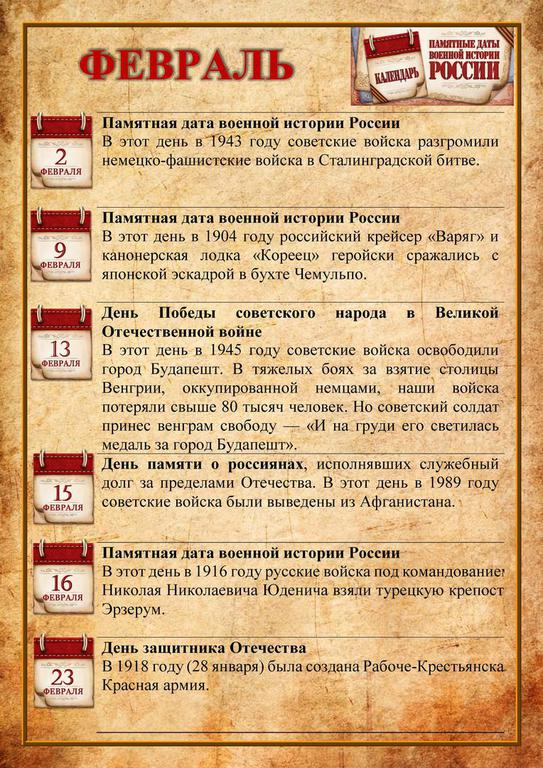 ФЕВРАЛЬ
КАЛЕНДАРЬ
ПАМЯТНЫЕ ДАТЫ
ВОЕННОЙ ИСТОРИИ
РОССИИ
2
ФЕВРАЛЯ
Памятная дата военной истории России
В этот день в 1943 году советские войска разгромили
немецко-фашистские войска в Сталинградской битве.
9
ФЕВРАЛЯ
Памятная дата военной истории России
В этот день в 1904 году российский крейсер «Варяг» и
канонерская лодка «Кореец» геройски сражались с
японской эскадрой в бухте Чемульпо.
13
ФЕВРАЛЯ
День Победы советского народа в Великой
Отечественной войне
В этот день в 1945 году советские войска освободили
город Будапешт. В тяжелых боях за взятие столицы
Венгрии, оккупированной немцами, наши войска
потеряли свыше 80 тысяч человек. Но советский солдат
принес венграм свободу — «И на груди его светилась
медаль за город Будапешт».
15
ФЕВРАЛЯ
День памяти о россиянах, исполнявших служебный
долг за пределами Отечества. В этот день в 1989 году
советские войска были выведены из Афганистана.
16
ФЕВРАЛЯ
Памятная дата военной истории России
В этот день в 1916 году русские войска под командование
Николая Николаевича Юденича взяли турецкую крепост
Эрзерум.
23
ФЕВРАЛЯ
День защитника Отечества
В 1918 году (28 января) была создана Рабоче-Крестьянска
Красная армия.